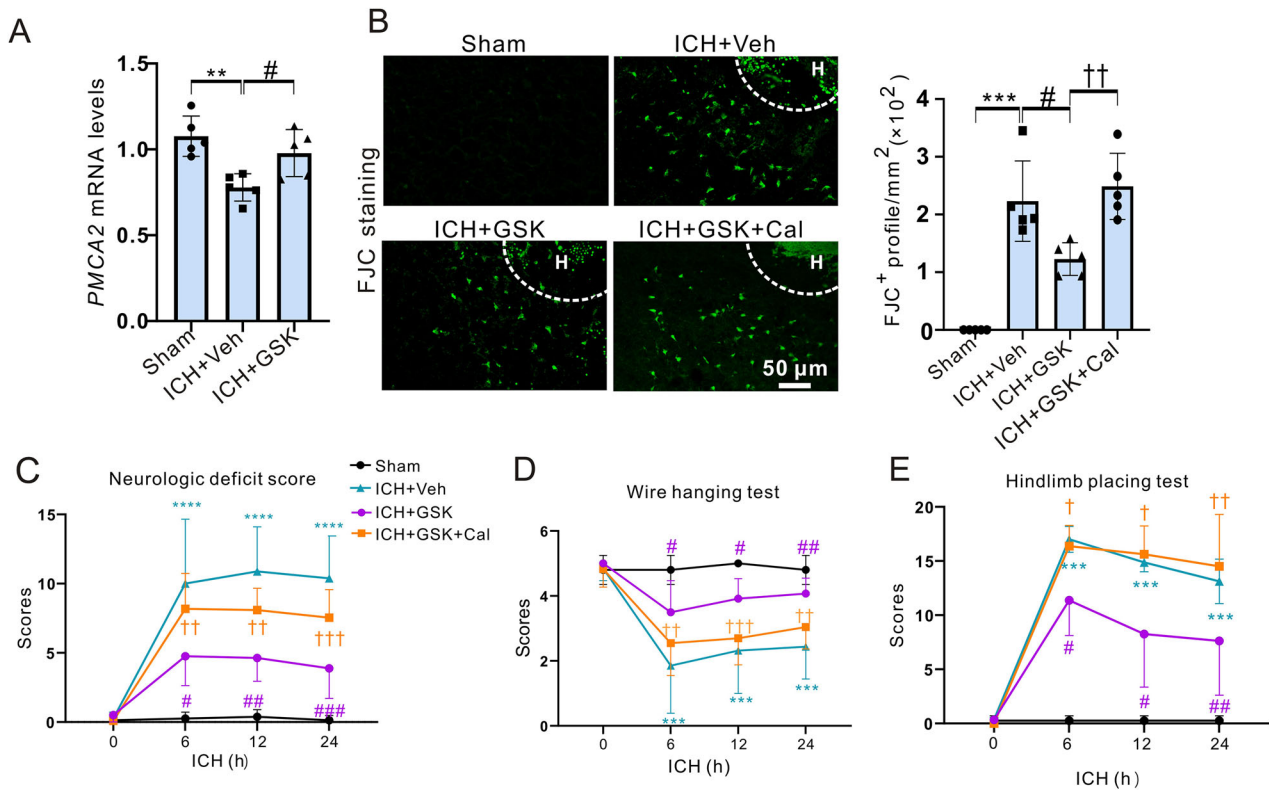 A
PMCA2 mRNA levels
1.5
1.0
0.5
0.0
**
#
Sham
ICH+Veh
ICH+GSK
B
FJC staining
Sham
ICH+Veh
H
ICH+GSK
H
ICH+GSK+Cal
H
50 µm
FJC+ profile/mm2(×102)
4
3
2
1
0
***
#
††
Sham
ICH+Veh
ICH+GSK
ICH+GSK+Cal
C
Neurologic deficit score
Sham
ICH+Veh
ICH+GSK
ICH+GSK+Cal
Scores
15
10
5
0
**** **** ****
†† †† †††
# ## ###
0 6 12 24
ICH (h)
D
Wire hanging test
Scores
6
4
2
0
# # ##
†† ††† ††
*** *** ***
0 6 12 24
ICH (h)
E
Hindlimb placing test
Scores
20
15
10
5
0
† † ††
*** *** ***
# # ##
0 6 12 24
ICH (h)